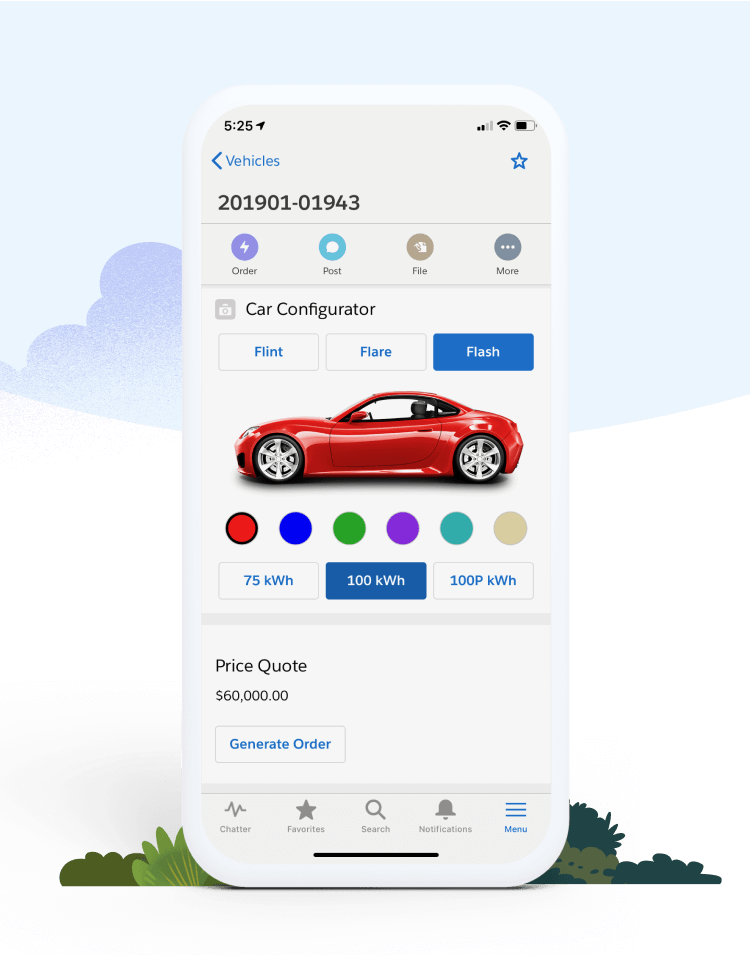 5:25
Vehicles
201901-01943
Order Post File More
Car Configurator
Flint Flare Flash
75 kWh 100 kWh 100P kWh
Price Quote
$60,000.00
Generate Order
Chatter Favorites Search Notifications Menu